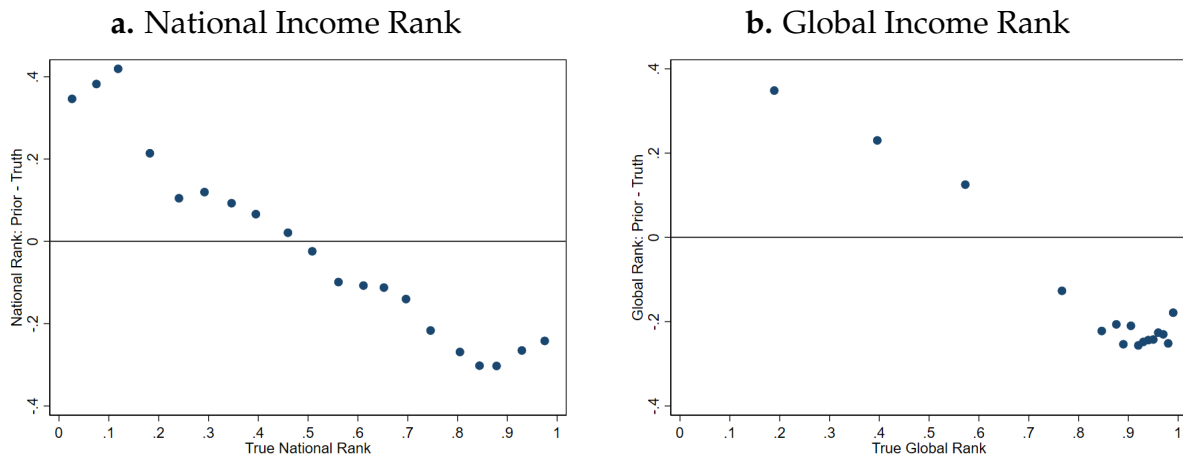 a. National Income Rank
National Rank: Prior - Truth
.4
.2
0
-.2
-.4
0 .1 .2 .3 .4 .5 .6 .7 .8 .9 1
True National Rank
b. Global Income Rank
Global Rank: Prior - Truth
.4
.2
0
-.2
-.4
0 .1 .2 .3 .4 .5 .6 .7 .8 .9 1
True Global Rank